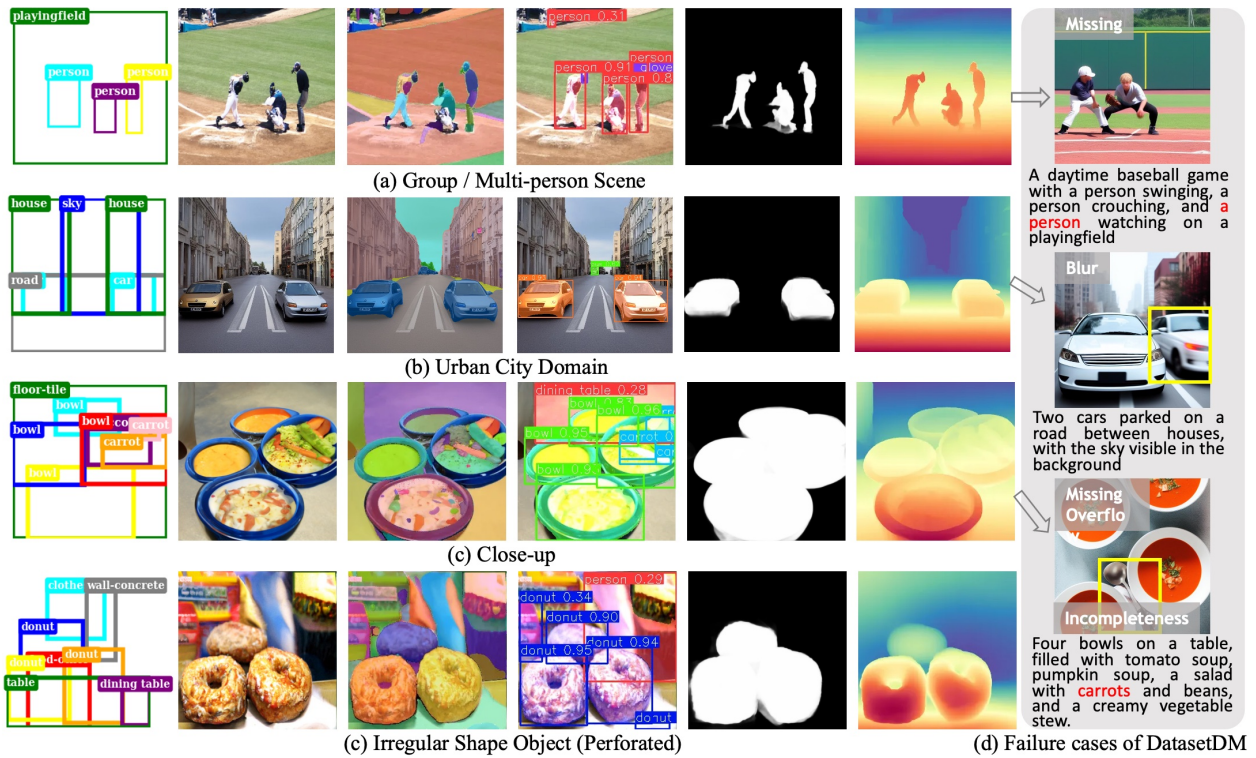 playingfield
person
person
person
person 0.31
person
person 0.91
glove
person 0.8
Missing
(a) Group / Multi-person Scene
A daytime baseball game
with a person swinging, a
person crouching, and a
person watching on a
playingfield
house
sky
house
road
car
Blur
(b) Urban City Domain
Two cars parked on a
road between houses,
with the sky visible in the
background
floor-tile
bowl
bowl
bowl
co
carrot
carrot
bowl
dining table 0.28
bowl 0.96
bowl 0.95
carrot 0
bowl 0.9
(c) Close-up
Missing
Overflo
w
Incompleteness
Four bowls on a table,
filled with tomato soup,
pumpkin soup, a salad
with carrots and beans,
and a creamy vegetable
stew.
clothe
wall-concrete
donut
donut
donut
table
dining table
person 0.29
donut 0.34
donut 0.90
donut 0.94
donut 0.95
donut
(c) Irregular Shape Object (Perforated)
(d) Failure cases of DatasetDM